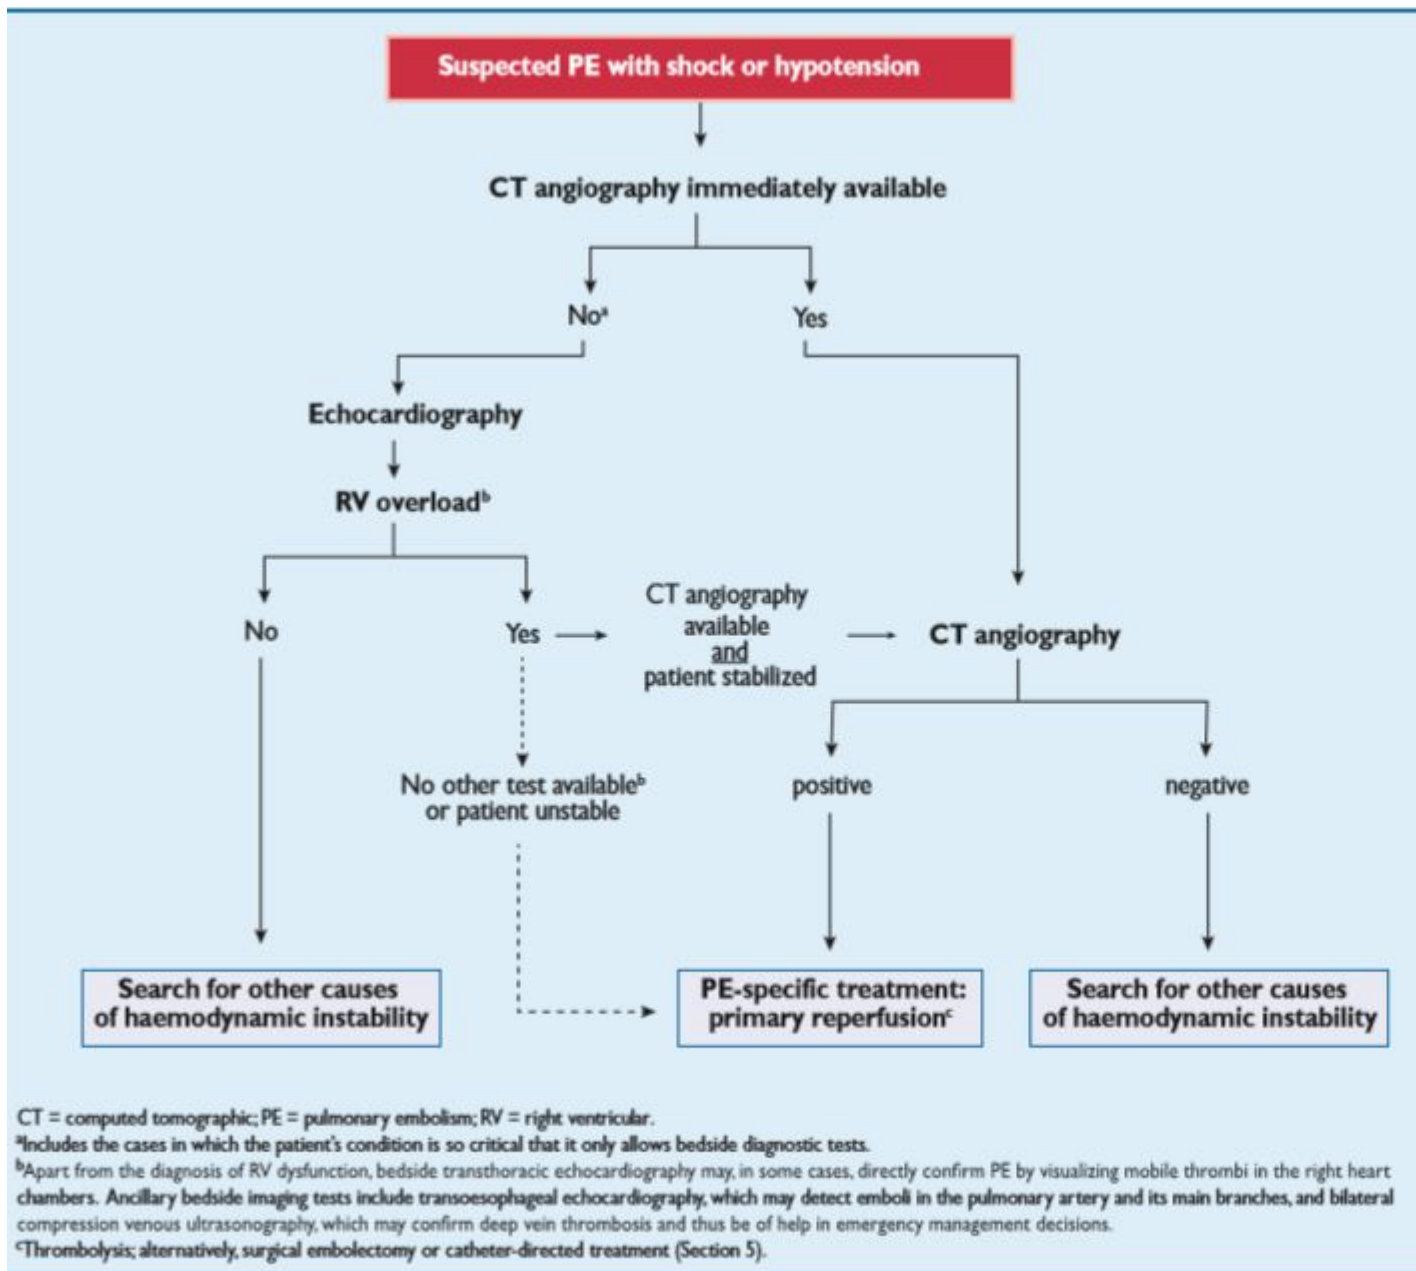 Suspected PE with shock or hypotension
CT angiography immediately available
Noᵃ
Yes
Echocardiography
RV overloadᵇ
No
Yes
CT angiography
available
and
patient stabilized
CT angiography
No other test availableᵇ
or patient unstable
positive
negative
Search for other causes
of haemodynamic instability
PE-specific treatment:
primary reperfusionᶜ
Search for other causes
of haemodynamic instability
CT = computed tomographic; PE = pulmonary embolism; RV = right ventricular.
ᵃIncludes the cases in which the patient's condition is so critical that it only allows bedside diagnostic tests.
ᵇApart from the diagnosis of RV dysfunction, bedside transthoracic echocardiography may, in some cases, directly confirm PE by visualizing mobile thrombi in the right heart
chambers. Ancillary bedside imaging tests include transoesophageal echocardiography, which may detect emboli in the pulmonary artery and its main branches, and bilateral
compression venous ultrasonography, which may confirm deep vein thrombosis and thus be of help in emergency management decisions.
ᶜThrombolysis; alternatively, surgical embolectomy or catheter-directed treatment (Section 5).